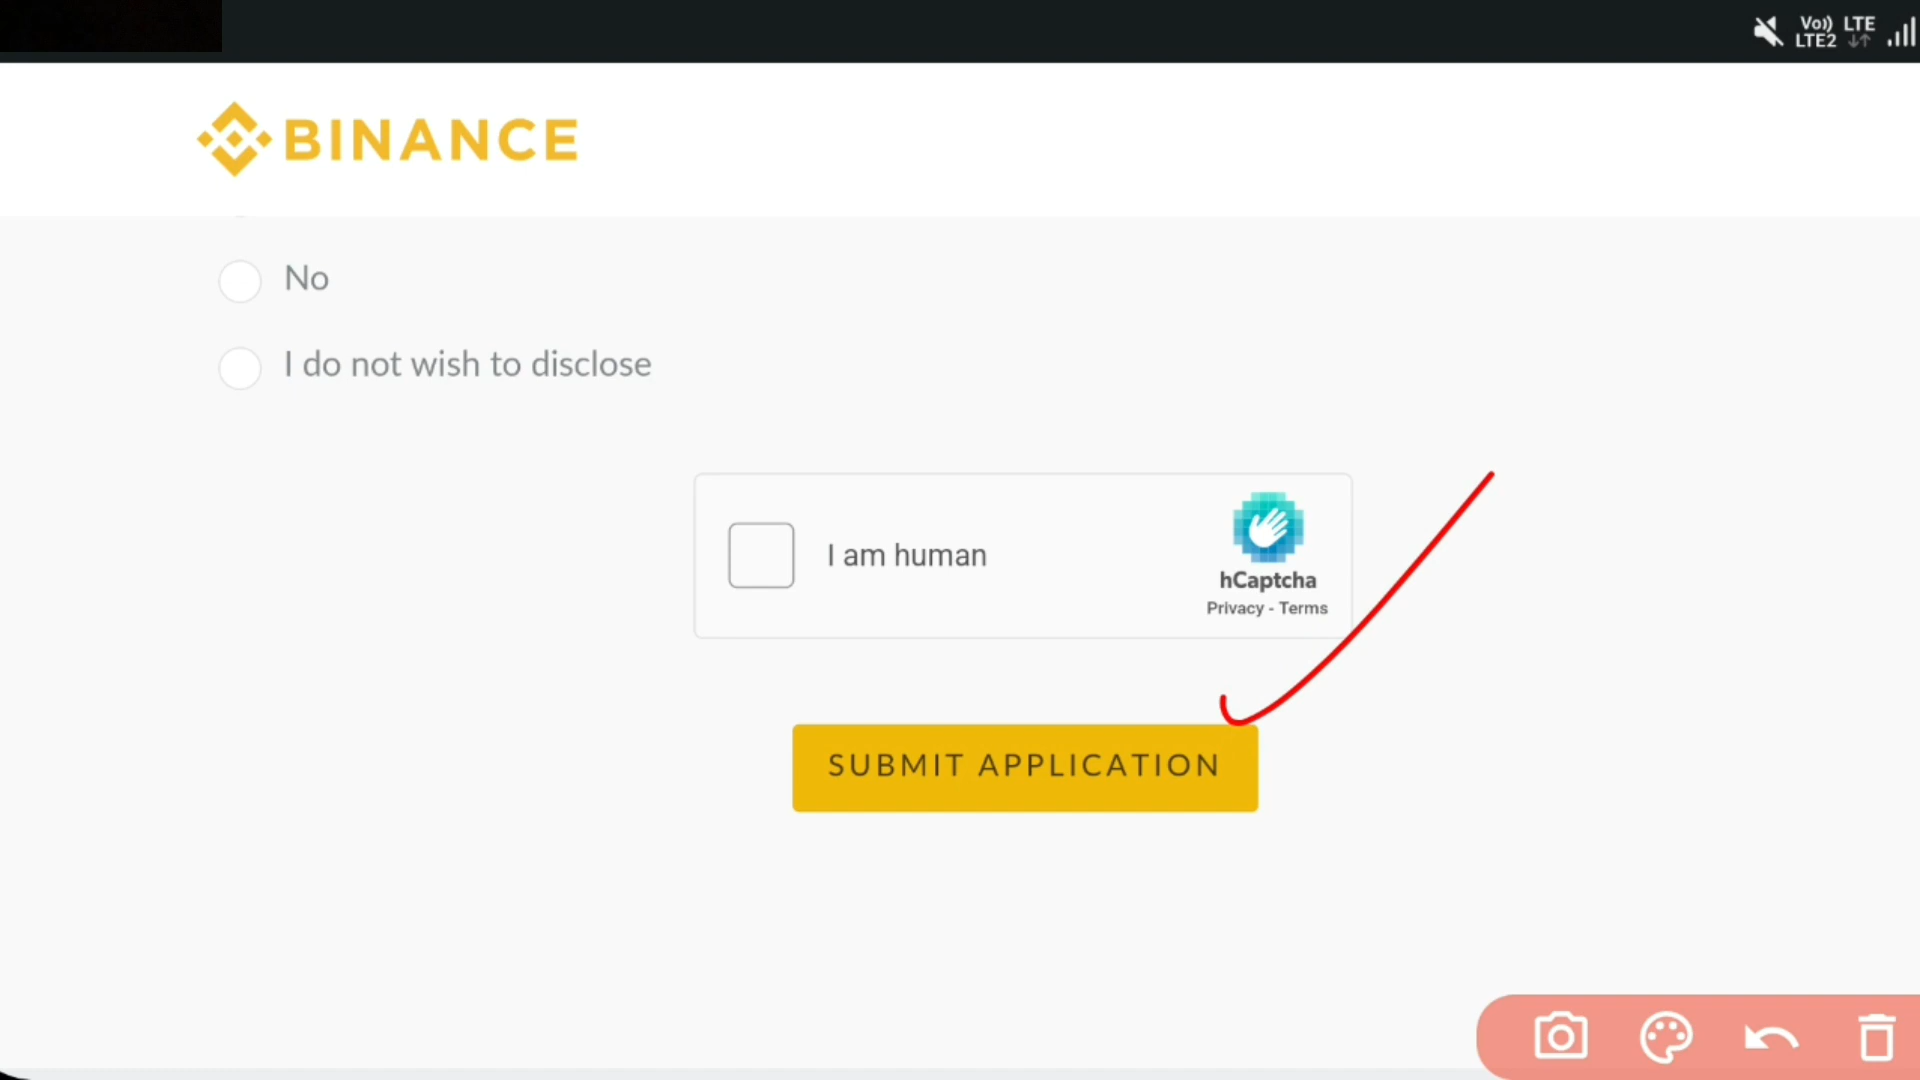 Vo)) LTE
LTE2
BINANCE
No
I do not wish to disclose
I am human
hCaptcha
Privacy - Terms
SUBMIT APPLICATION